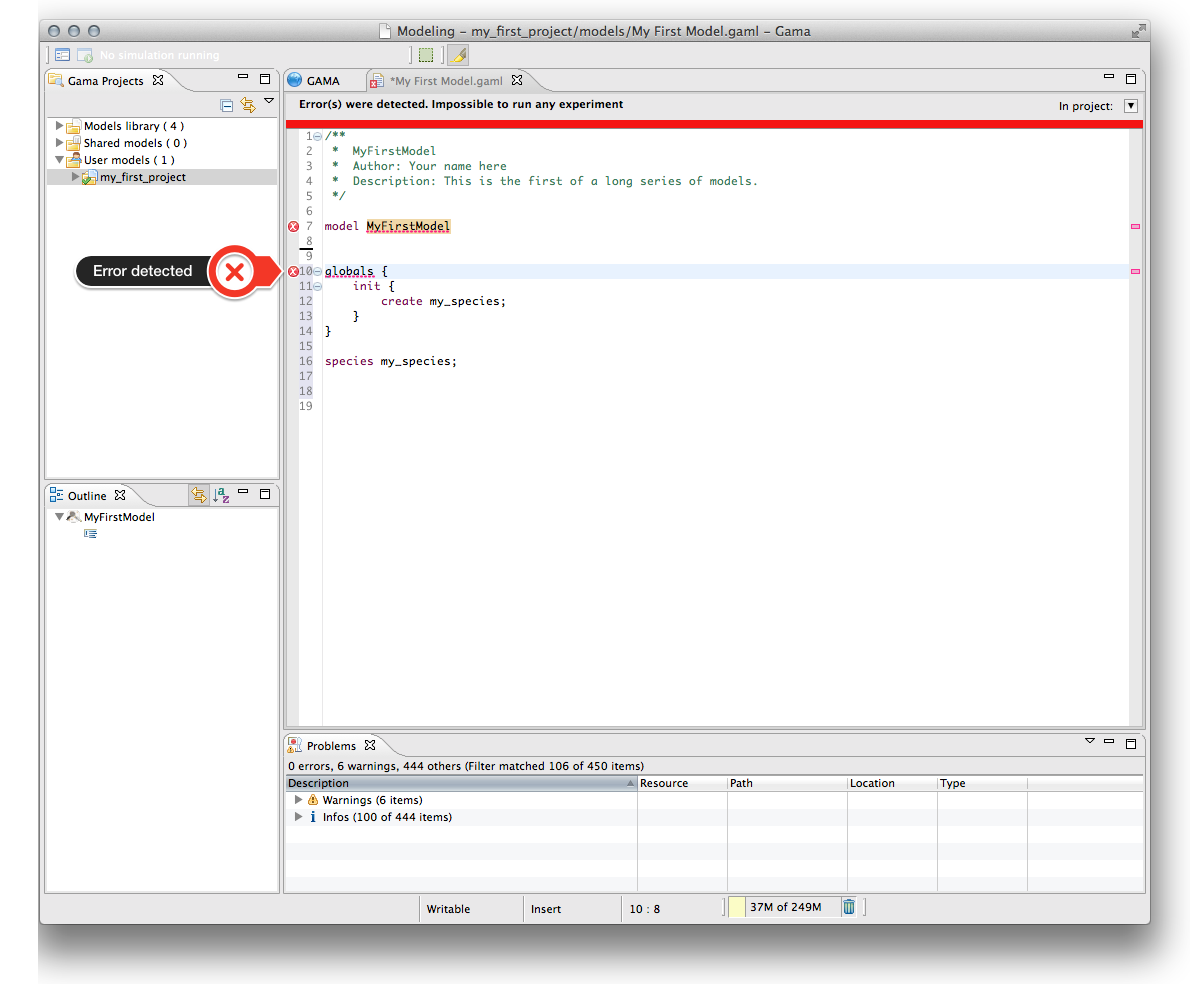 Modeling - my_first_project/models/My First Model.gaml - Gama
No simulation running
Gama Projects
Models library ( 4 )
Shared models ( 0 )
User models ( 1 )
my_first_project
GAMA
*My First Model.gaml
Error(s) were detected. Impossible to run any experiment
In project:
1 /**
2  *  MyFirstModel
3  *  Author: Your name here
4  *  Description: This is the first of a long series of models.
5  */
6
7 model MyFirstModel
8
9
Error detected
10 globals {
11     init {
12         create my_species;
13     }
14 }
15
16 species my_species;
17
18
19
Outline
MyFirstModel
Problems
0 errors, 6 warnings, 444 others (Filter matched 106 of 450 items)
Description Resource Path Location Type
Warnings (6 items)
Infos (100 of 444 items)
Writable Insert 10 : 8 37M of 249M